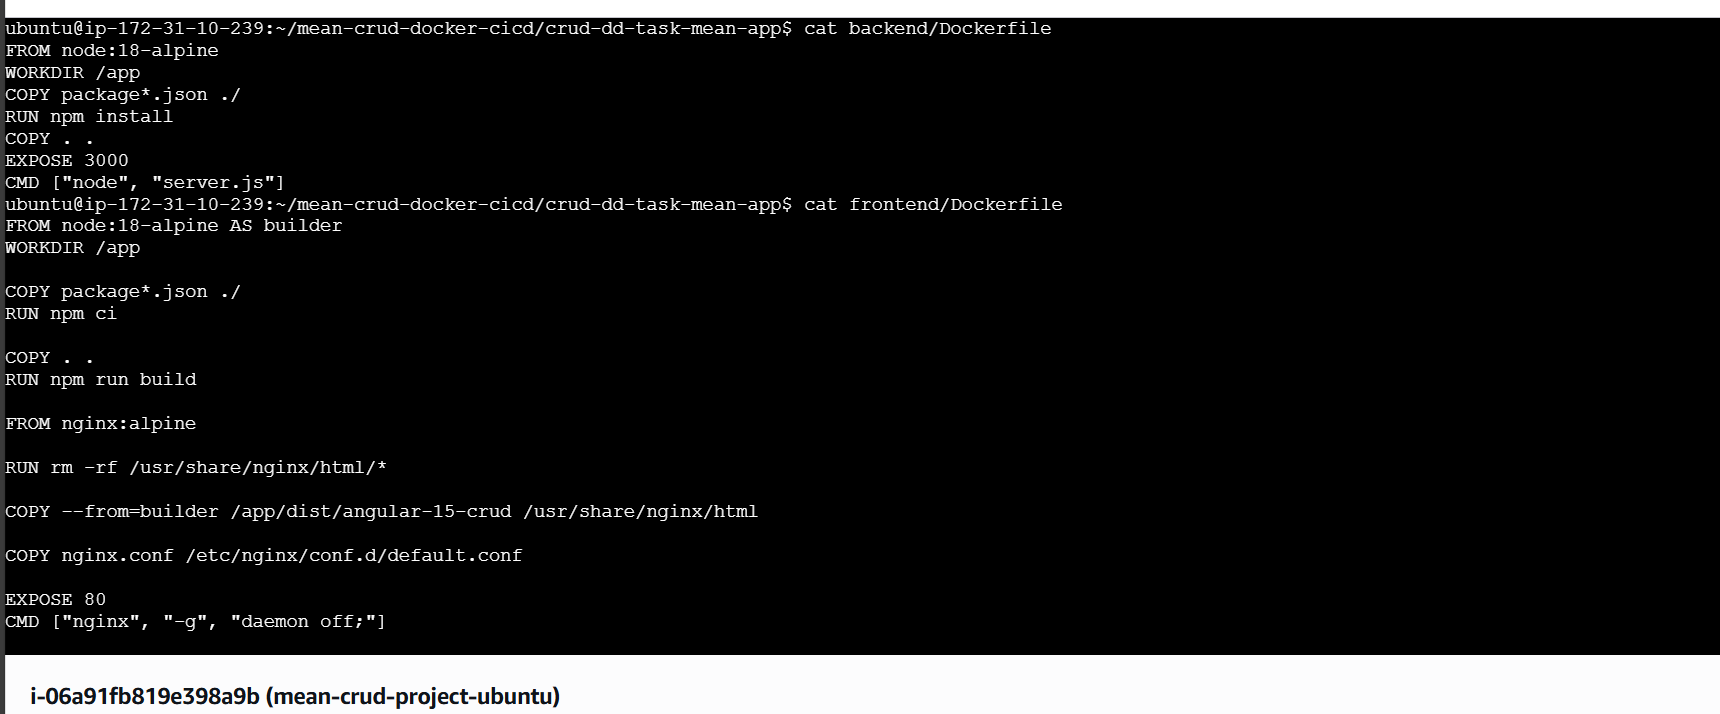 ubuntu@ip-172-31-10-239:~/mean-crud-docker-cicd/crud-dd-task-mean-app$ cat backend/Dockerfile
FROM node:18-alpine
WORKDIR /app
COPY package*.json ./
RUN npm install
COPY . .
EXPOSE 3000
CMD ["node", "server.js"]
ubuntu@ip-172-31-10-239:~/mean-crud-docker-cicd/crud-dd-task-mean-app$ cat frontend/Dockerfile
FROM node:18-alpine AS builder
WORKDIR /app
COPY package*.json ./
RUN npm ci
COPY . .
RUN npm run build
FROM nginx:alpine
RUN rm -rf /usr/share/nginx/html/*
COPY --from=builder /app/dist/angular-15-crud /usr/share/nginx/html
COPY nginx.conf /etc/nginx/conf.d/default.conf
EXPOSE 80
CMD ["nginx", "-g", "daemon off;"]
i-06a91fb819e398a9b (mean-crud-project-ubuntu)